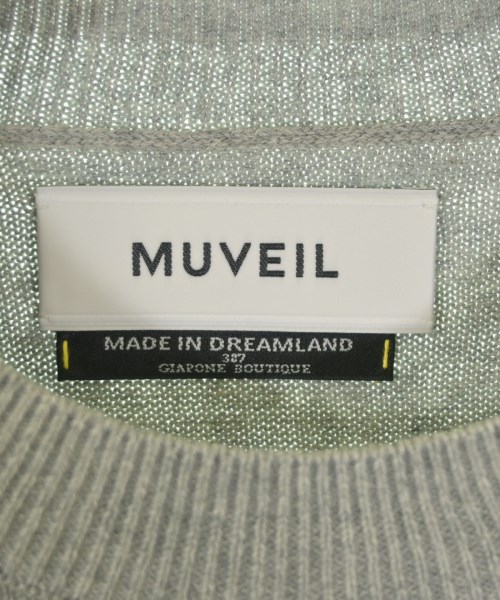 MUVEIL
MADE IN DREAMLAND
387
GIAPONE BOUTIQUE